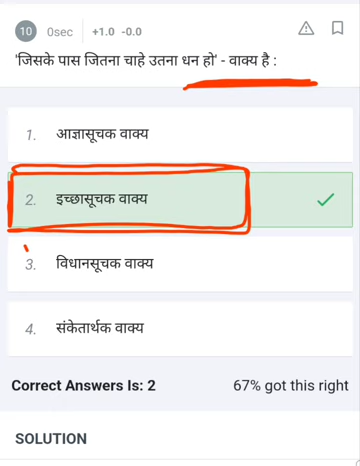 10 0sec +1.0 -0.0
'जिसके पास जितना चाहे उतना धन हो' - वाक्य है :
1. आज्ञासूचक वाक्य
2. इच्छासूचक वाक्य
3. विधानसूचक वाक्य
4. संकेतार्थक वाक्य
Correct Answers Is: 2 67% got this right
SOLUTION